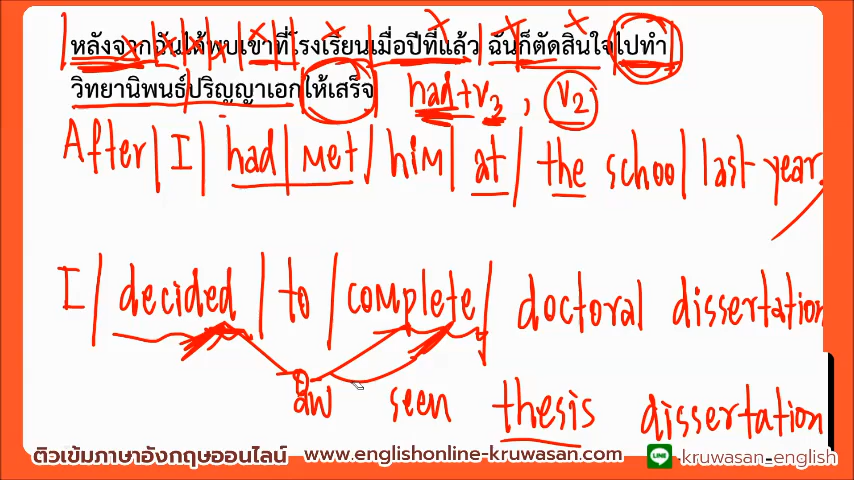 หลังจากฉันได้พบเขาที่โรงเรียนเมื่อปีที่แล้ว ฉันก็ตัดสินใจไปทำ
วิทยานิพนธ์ปริญญาเอกให้เสร็จ had+v3 , v2
After | I | had | met | him | at | the school | last year,
I | decided | to | complete | doctoral dissertation
seen thesis dissertation
ติวเข้มภาษาอังกฤษออนไลน์ www.englishonline-kruwasan.com LINE kruwasan-english